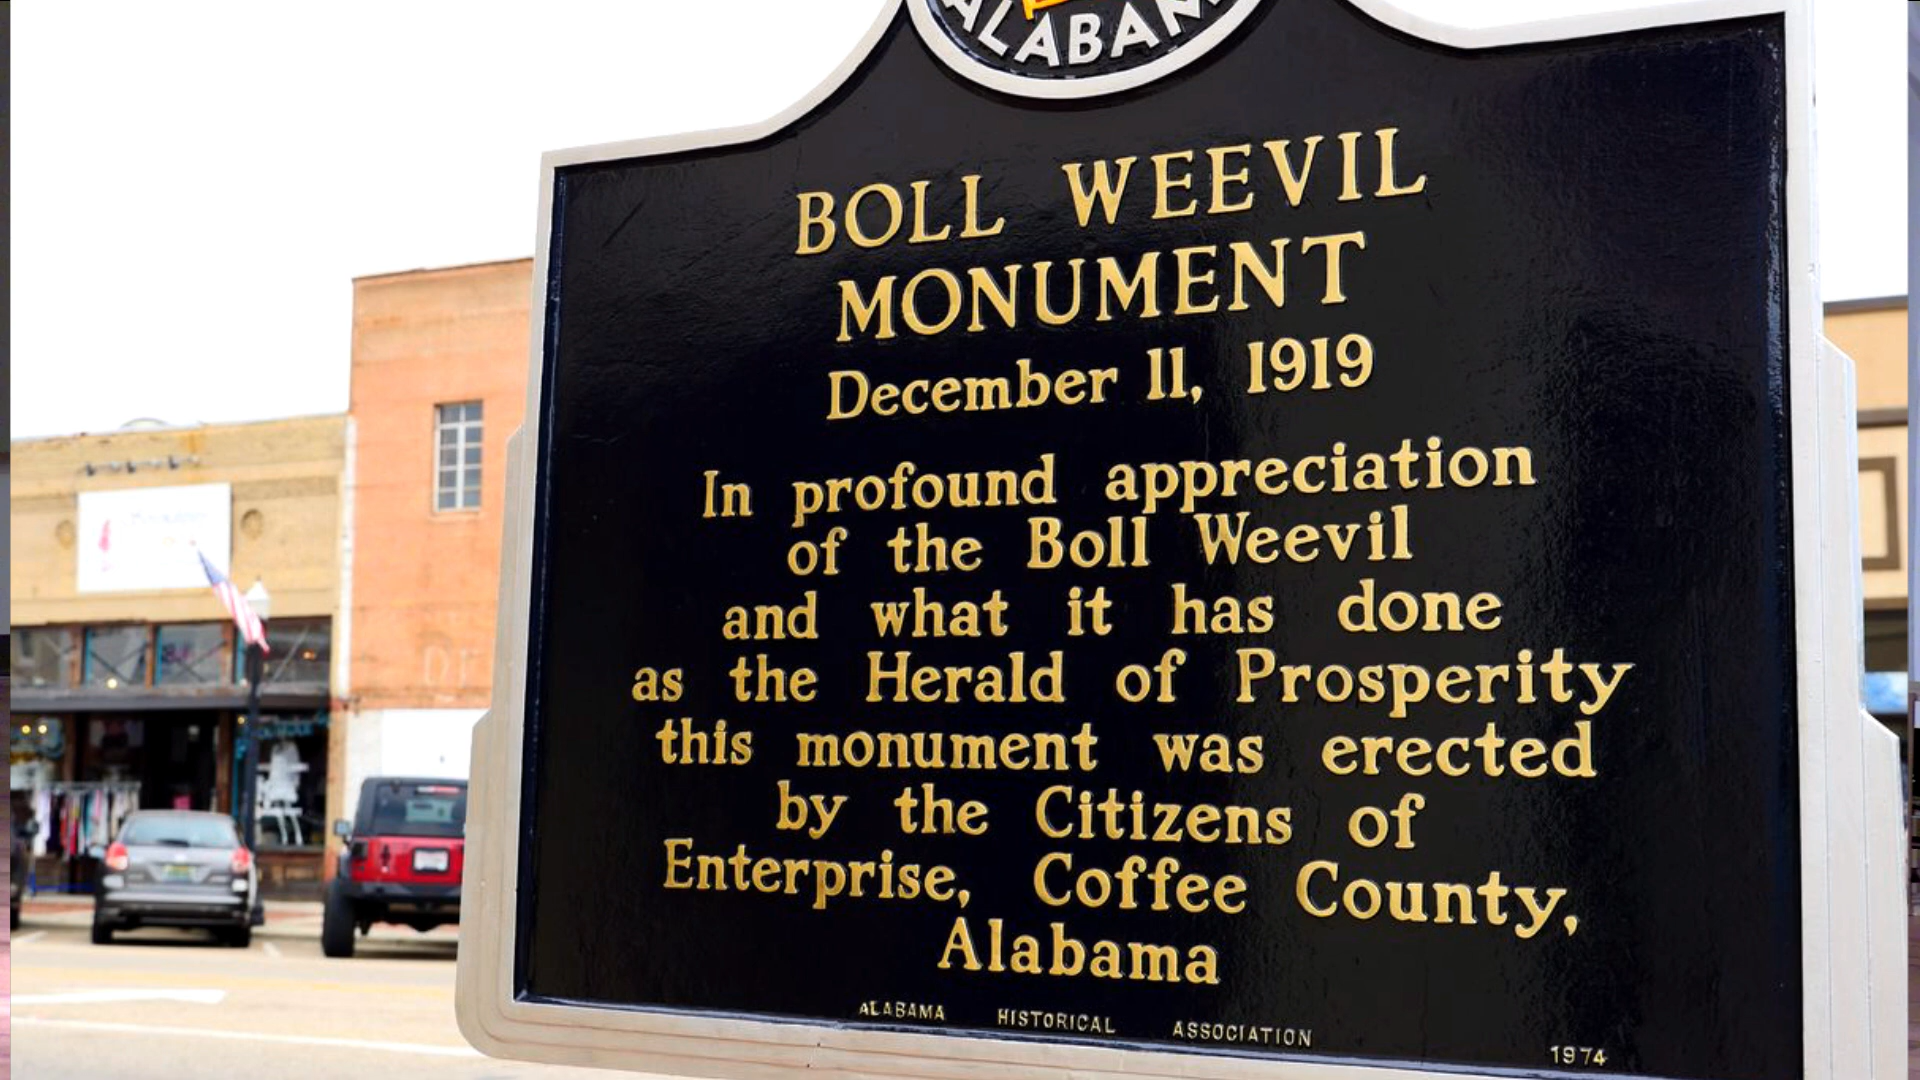 ALABAM
BOLL WEEVIL
MONUMENT
December 11, 1919
In profound appreciation
of the Boll Weevil
and what it has done
as the Herald of Prosperity
this monument was erected
by the Citizens of
Enterprise, Coffee County,
Alabama
ALABAMA HISTORICAL ASSOCIATION
1974